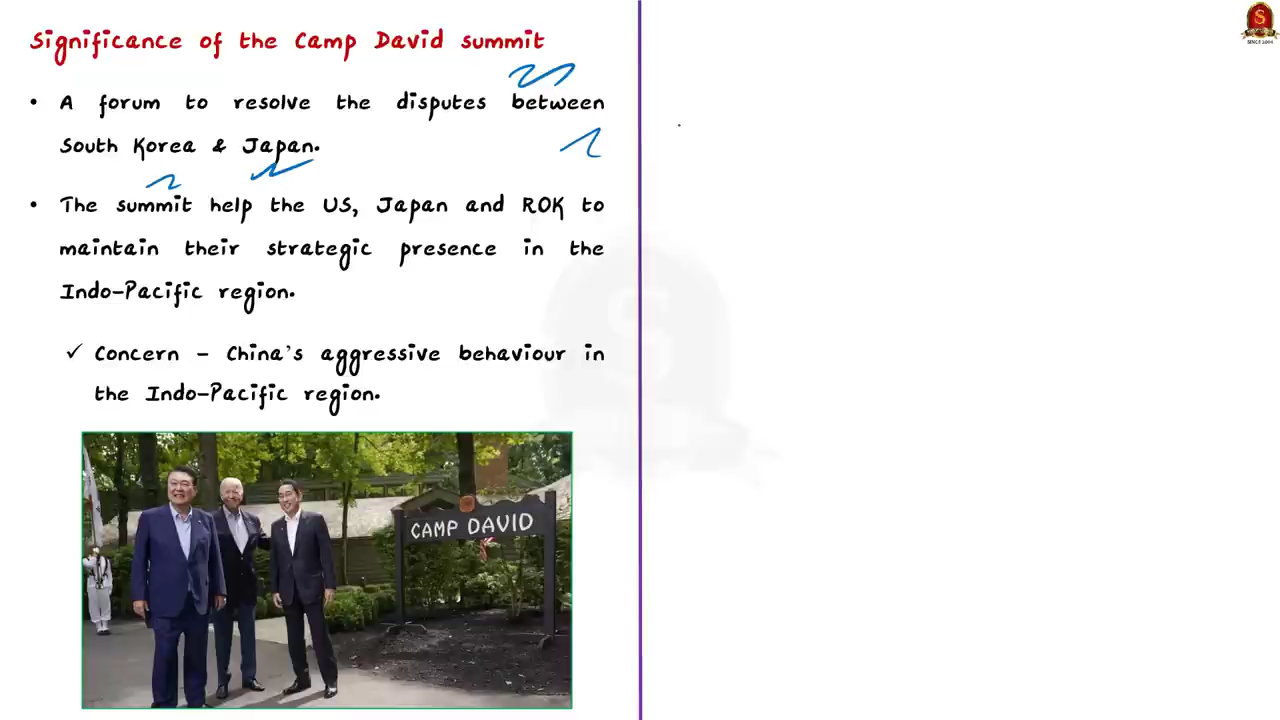 Significance of the Camp David summit
• A forum to resolve the disputes between
South Korea & Japan.
• The summit help the US, Japan and ROK to
maintain their strategic presence in the
Indo-Pacific region.
✓ Concern – China's aggressive behaviour in
the Indo-Pacific region.
CAMP DAVID
S
SINCE 2004
S